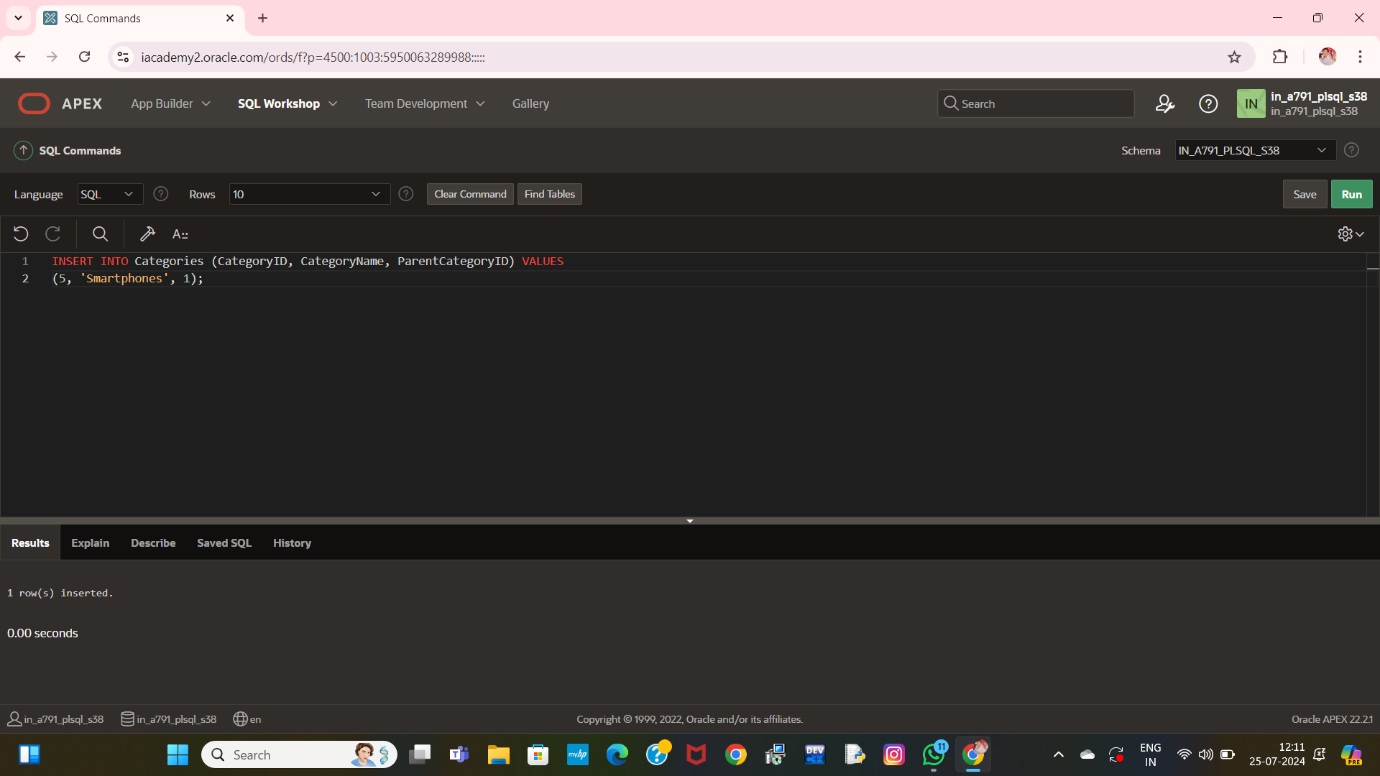 SQL Commands
iacademy2.oracle.com/ords/f?p=4500:1003:5950063289988:::::
APEX App Builder SQL Workshop Team Development Gallery Search IN in_a791_plsql_s38
in_a791_plsql_s38
SQL Commands Schema IN_A791_PLSQL_S38
Language SQL Rows 10 Clear Command Find Tables Save Run
A::
1 INSERT INTO Categories (CategoryID, CategoryName, ParentCategoryID) VALUES
2 (5, 'Smartphones', 1);
Results Explain Describe Saved SQL History
1 row(s) inserted.
0.00 seconds
in_a791_plsql_s38 in_a791_plsql_s38 en Copyright © 1999, 2022, Oracle and/or its affiliates. Oracle APEX 22.2.1
Search myhp DEV 11 ENG 12:11
IN 25-07-2024 PRE